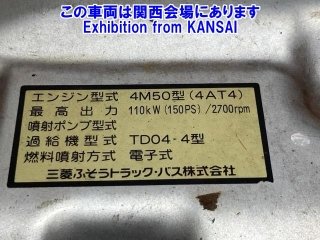 この車両は関西会場にあります
Exhibition from KANSAI
エンジン型式 4M50型(4AT4)
最高出力 110kW(150PS)/2700rpm
噴射ポンプ型式
過給機型式 TD04-4型
燃料噴射方式 電子式
三菱ふそうトラック・バス株式会社